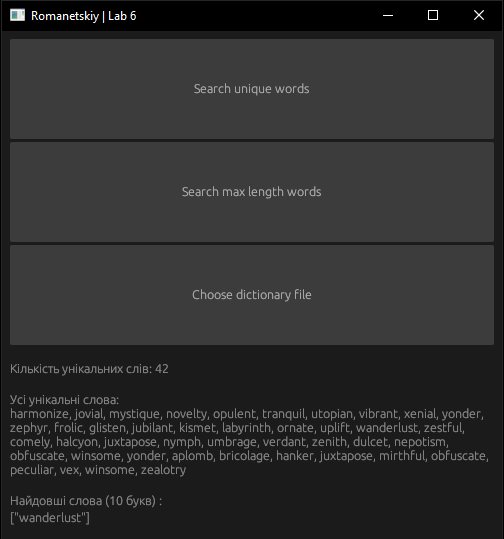 Romanetskiy | Lab 6
Search unique words
Search max length words
Choose dictionary file
Кількість унікальних слів: 42
Усі унікальні слова:
harmonize, jovial, mystique, novelty, opulent, tranquil, utopian, vibrant, xenial, yonder,
zephyr, frolic, glisten, jubilant, kismet, labyrinth, ornate, uplift, wanderlust, zestful,
comely, halcyon, juxtapose, nymph, umbrage, verdant, zenith, dulcet, nepotism,
obfuscate, winsome, yonder, aplomb, bricolage, hanker, juxtapose, mirthful, obfuscate,
peculiar, vex, winsome, zealotry
Найдовші слова (10 букв) :
["wanderlust"]